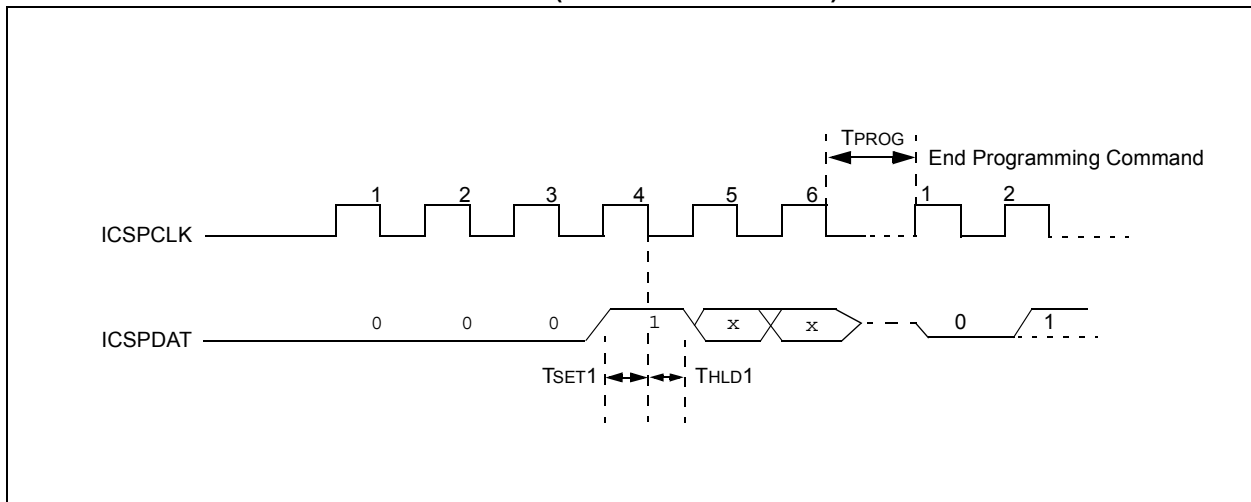 TPROG
End Programming Command
1 2 3 4 5 6 1 2
ICSPCLK
0 0 0 1 x x 0 1
ICSPDAT
TSET1 THLD1